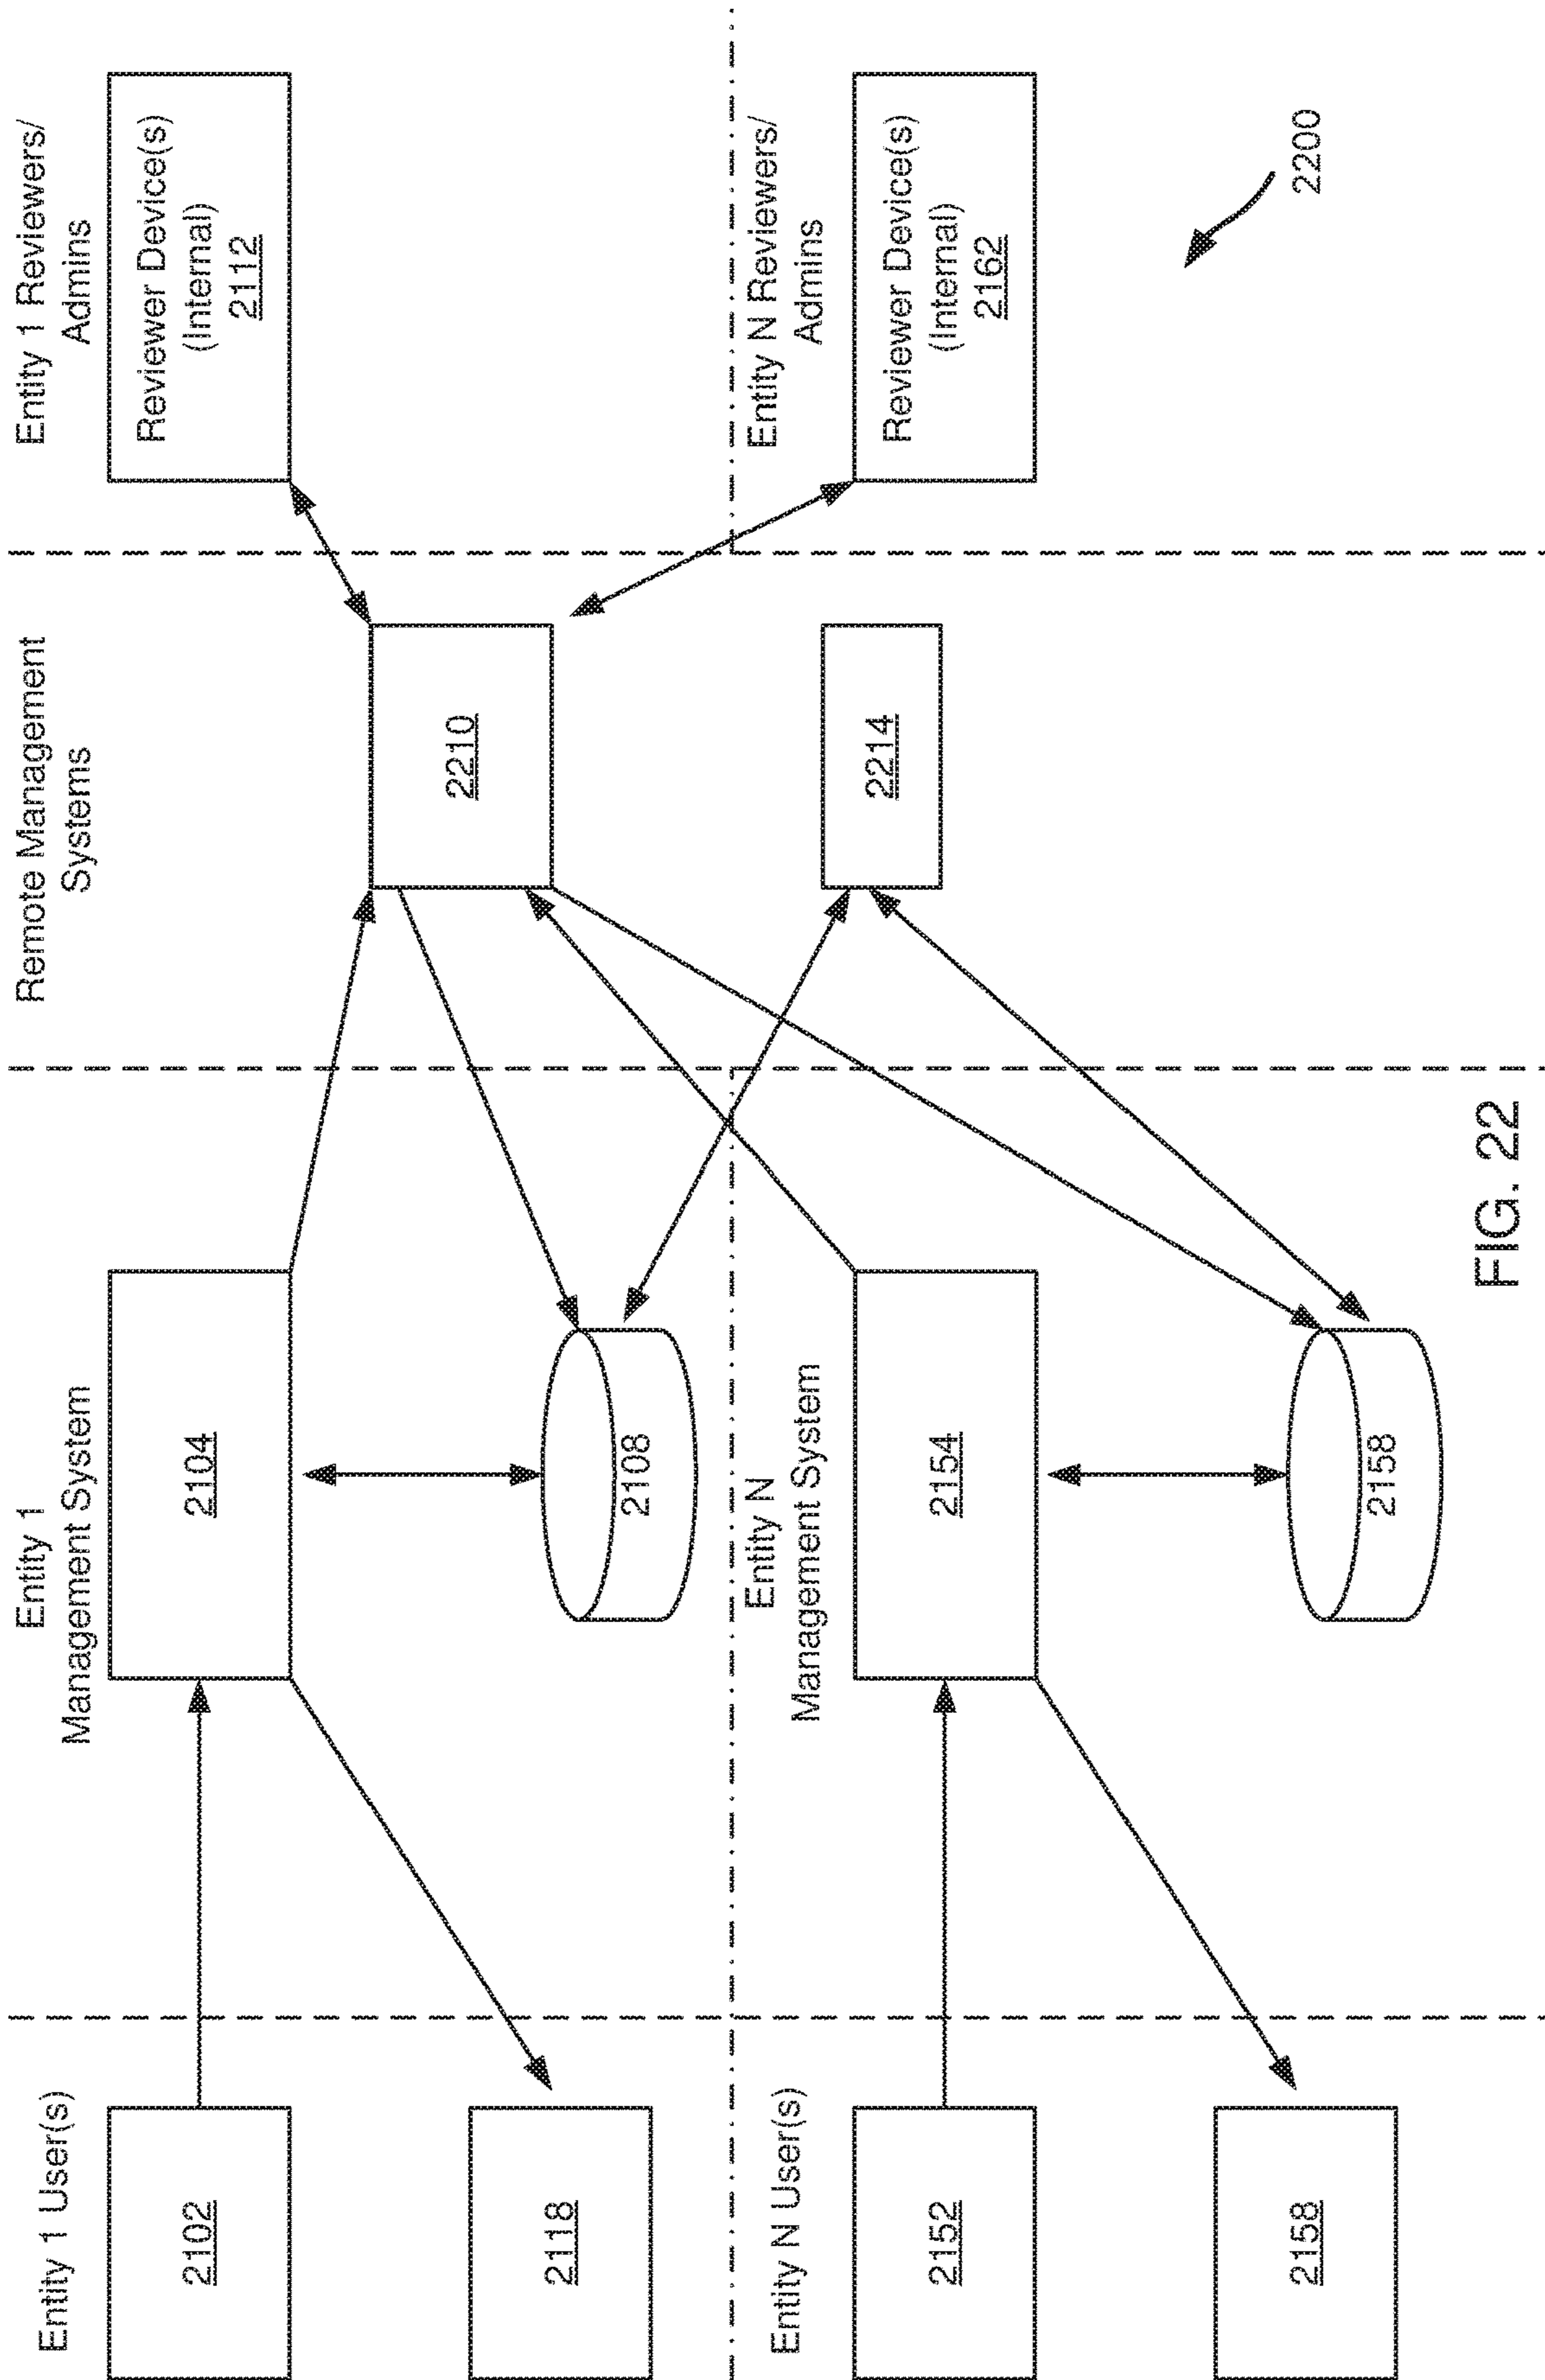 Entity 1 User(s)
2102
2118
Entity N User(s)
2152
2158
Entity 1
Management System
2104
2108
Entity N
Management System
2154
2158
Remote Management
Systems
2210
2214
Entity 1 Reviewers/
Admins
Reviewer Device(s)
(Internal)
2112
Entity N Reviewers/
Admins
Reviewer Device(s)
(Internal)
2162
2200
FIG. 22